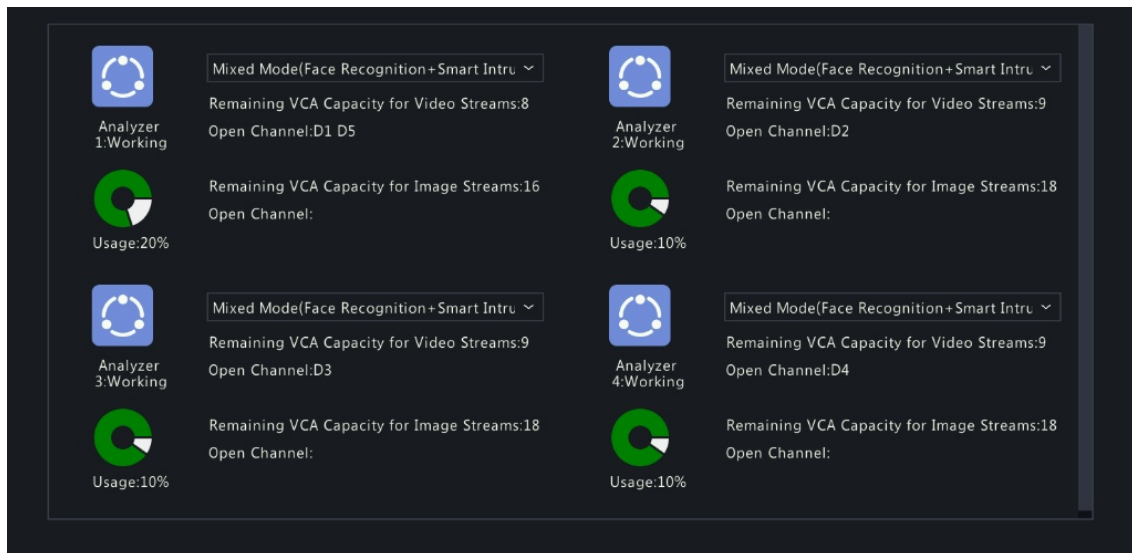 Mixed Mode(Face Recognition+Smart Intru
Remaining VCA Capacity for Video Streams:8
Analyzer
1:Working
Open Channel:D1 D5
Remaining VCA Capacity for Image Streams:16
Open Channel:
Usage:20%
Mixed Mode(Face Recognition+Smart Intru
Remaining VCA Capacity for Video Streams:9
Analyzer
2:Working
Open Channel:D2
Remaining VCA Capacity for Image Streams:18
Open Channel:
Usage:10%
Mixed Mode(Face Recognition+Smart Intru
Remaining VCA Capacity for Video Streams:9
Analyzer
3:Working
Open Channel:D3
Remaining VCA Capacity for Image Streams:18
Open Channel:
Usage:10%
Mixed Mode(Face Recognition+Smart Intru
Remaining VCA Capacity for Video Streams:9
Analyzer
4:Working
Open Channel:D4
Remaining VCA Capacity for Image Streams:18
Open Channel:
Usage:10%